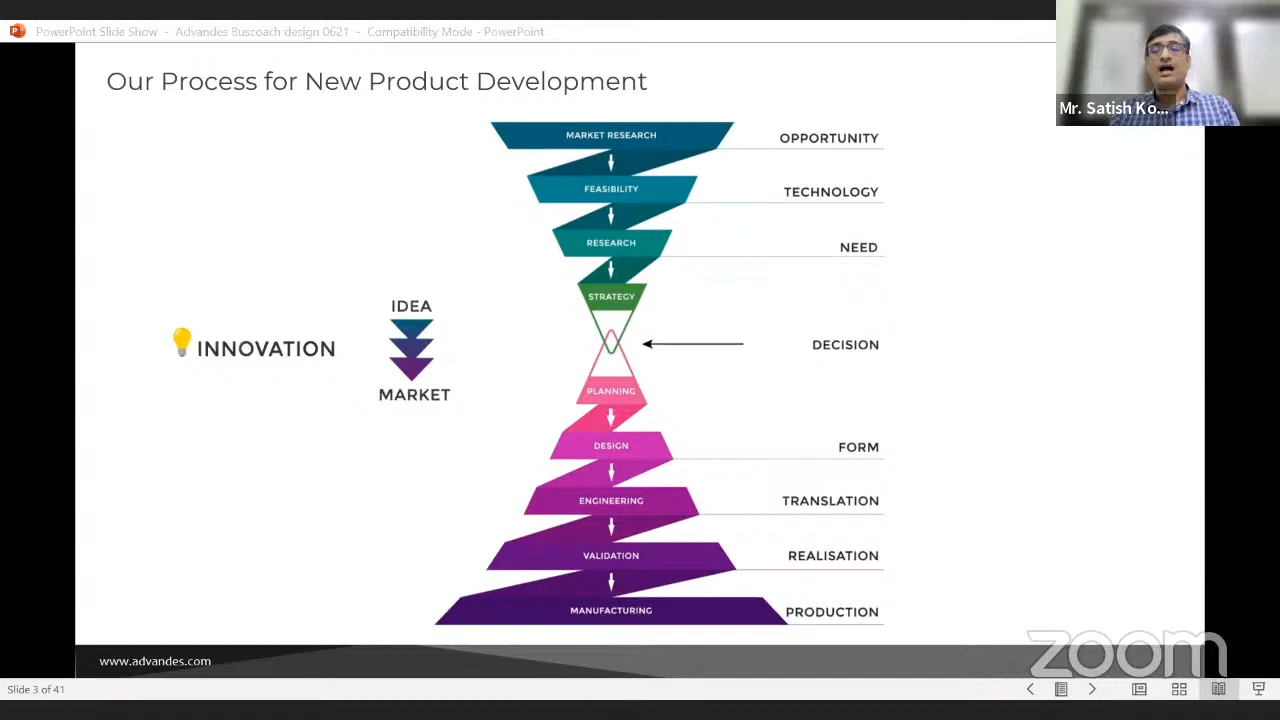 PowerPoint Slide Show - Advandes Buscoach design 0621 - Compatibility Mode - PowerPoint
Mr. Satish Ko...
Our Process for New Product Development
MARKET RESEARCH
OPPORTUNITY
FEASIBILITY
TECHNOLOGY
RESEARCH
NEED
STRATEGY
IDEA
INNOVATION
DECISION
MARKET
PLANNING
DESIGN
FORM
ENGINEERING
TRANSLATION
VALIDATION
REALISATION
MANUFACTURING
PRODUCTION
www.advandes.com
zoom
Slide 3 of 41